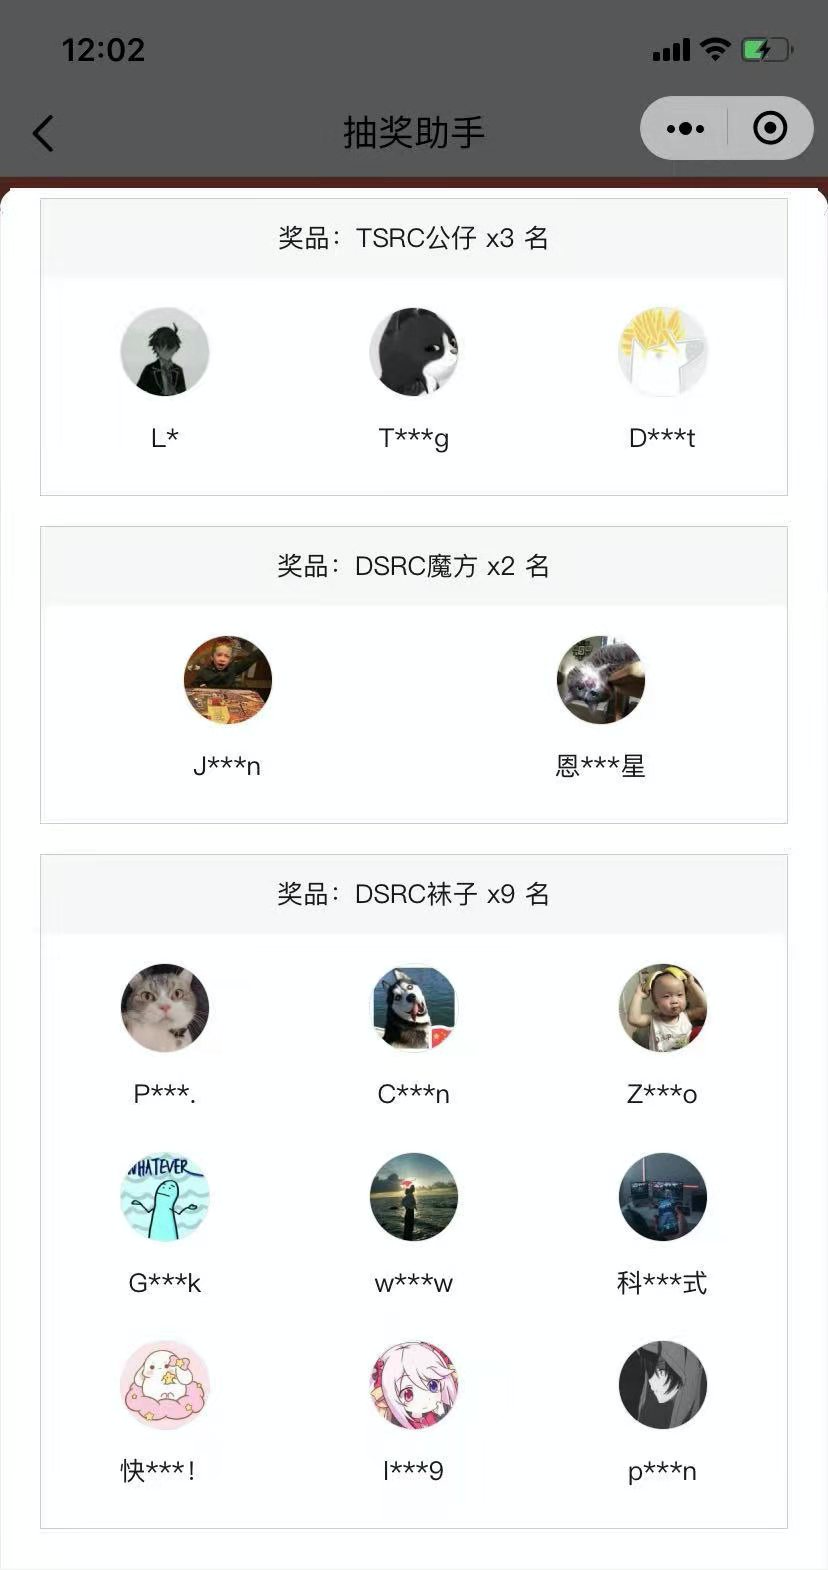 12:02
抽奖助手
奖品：TSRC公仔 x3 名
L* T***g D***t
奖品：DSRC魔方 x2 名
J***n 恩***星
奖品：DSRC袜子 x9 名
P***. C***n Z***o
WHATEVER
G***k w***w 科***式
快***! l***9 p***n